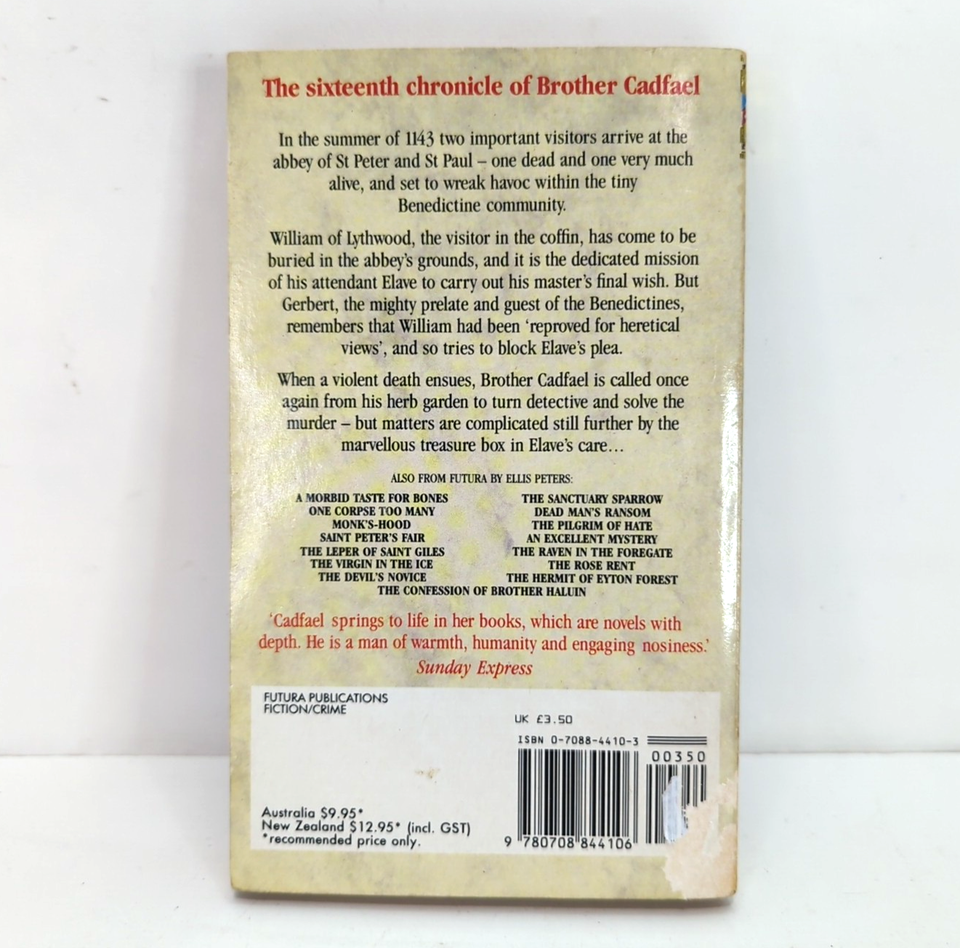 The sixteenth chronicle of Brother Cadfael
In the summer of 1143 two important visitors arrive at the
abbey of St Peter and St Paul – one dead and one very much
alive, and set to wreak havoc within the tiny
Benedictine community.
William of Lythwood, the visitor in the coffin, has come to be
buried in the abbey's grounds, and it is the dedicated mission
of his attendant Elave to carry out his master's final wish. But
Gerbert, the mighty prelate and guest of the Benedictines,
remembers that William had been 'reproved for heretical
views', and so tries to block Elave's plea.
When a violent death ensues, Brother Cadfael is called once
again from his herb garden to turn detective and solve the
murder – but matters are complicated still further by the
marvellous treasure box in Elave's care…
ALSO FROM FUTURA BY ELLIS PETERS:
A MORBID TASTE FOR BONES
ONE CORPSE TOO MANY
MONK'S-HOOD
SAINT PETER'S FAIR
THE LEPER OF SAINT GILES
THE VIRGIN IN THE ICE
THE DEVIL'S NOVICE
THE SANCTUARY SPARROW
DEAD MAN'S RANSOM
THE PILGRIM OF HATE
AN EXCELLENT MYSTERY
THE RAVEN IN THE FOREGATE
THE ROSE RENT
THE HERMIT OF EYTON FOREST
THE CONFESSION OF BROTHER HALUIN
'Cadfael springs to life in her books, which are novels with
depth. He is a man of warmth, humanity and engaging nosiness.'
Sunday Express
FUTURA PUBLICATIONS
FICTION/CRIME
UK £3.50
ISBN 0-7088-4410-3
00350
Australia $9.95*
New Zealand $12.95* (incl. GST)
*recommended price only.
9 780708 844106